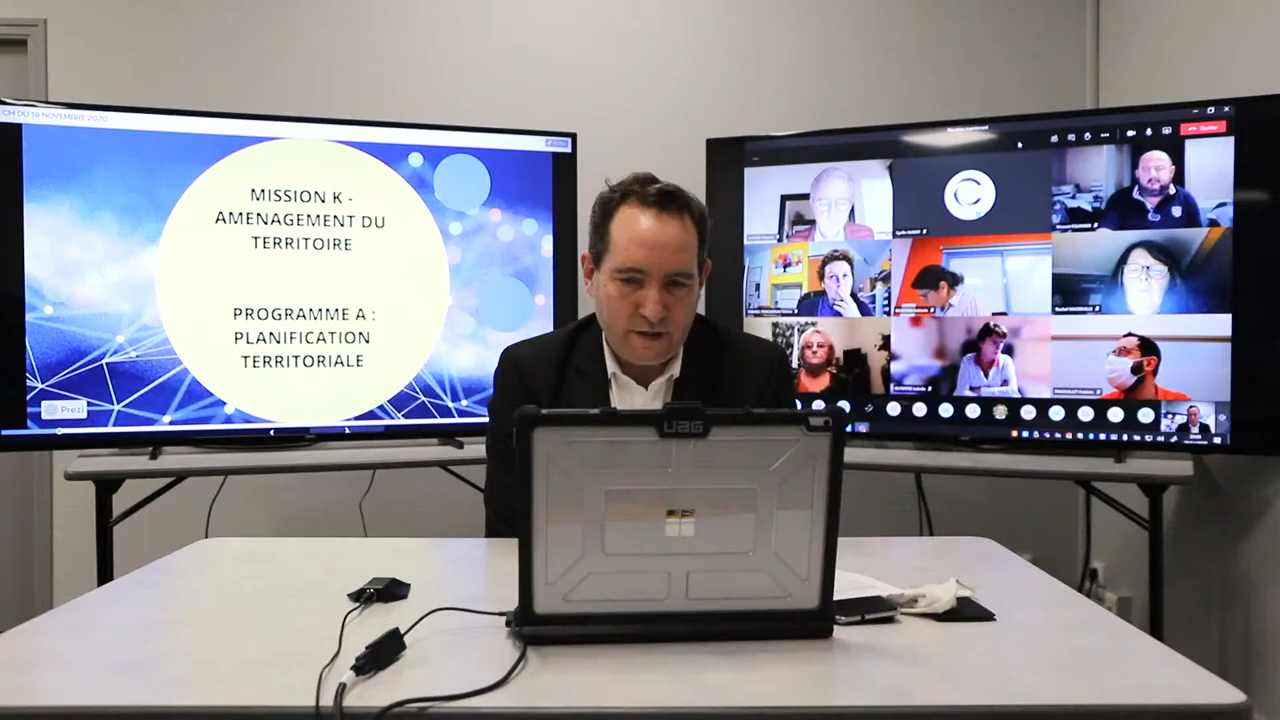 CM DU 19 NOVEMBRE 2020
MISSION K -
AMENAGEMENT DU
TERRITOIRE
PROGRAMME A :
PLANIFICATION
TERRITORIALE
Prezi
Quitter
C
UAG